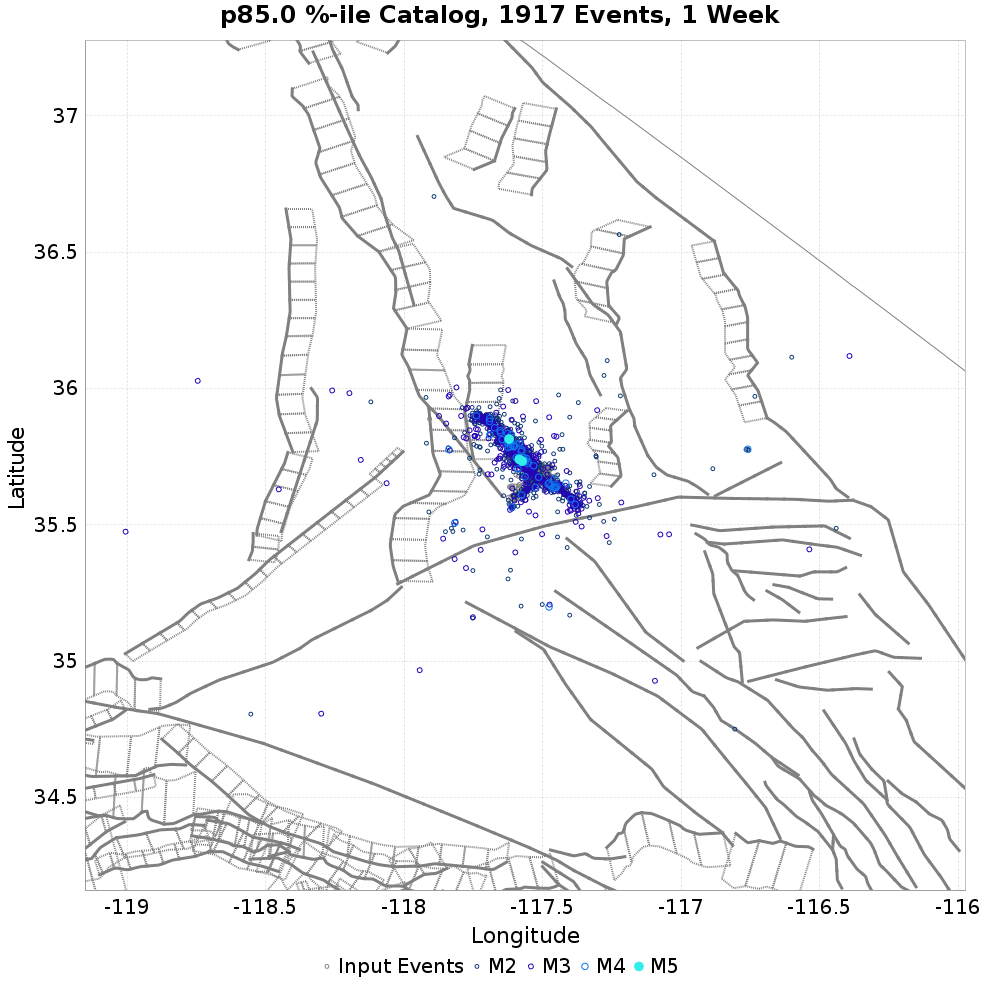 p85.0 %-ile Catalog, 1917 Events, 1 Week
37
36.5
36
35.5
35
34.5
Latitude
-119
-118.5
-118
-117.5
-117
-116.5
-116
Longitude
Input Events
M2
M3
M4
M5